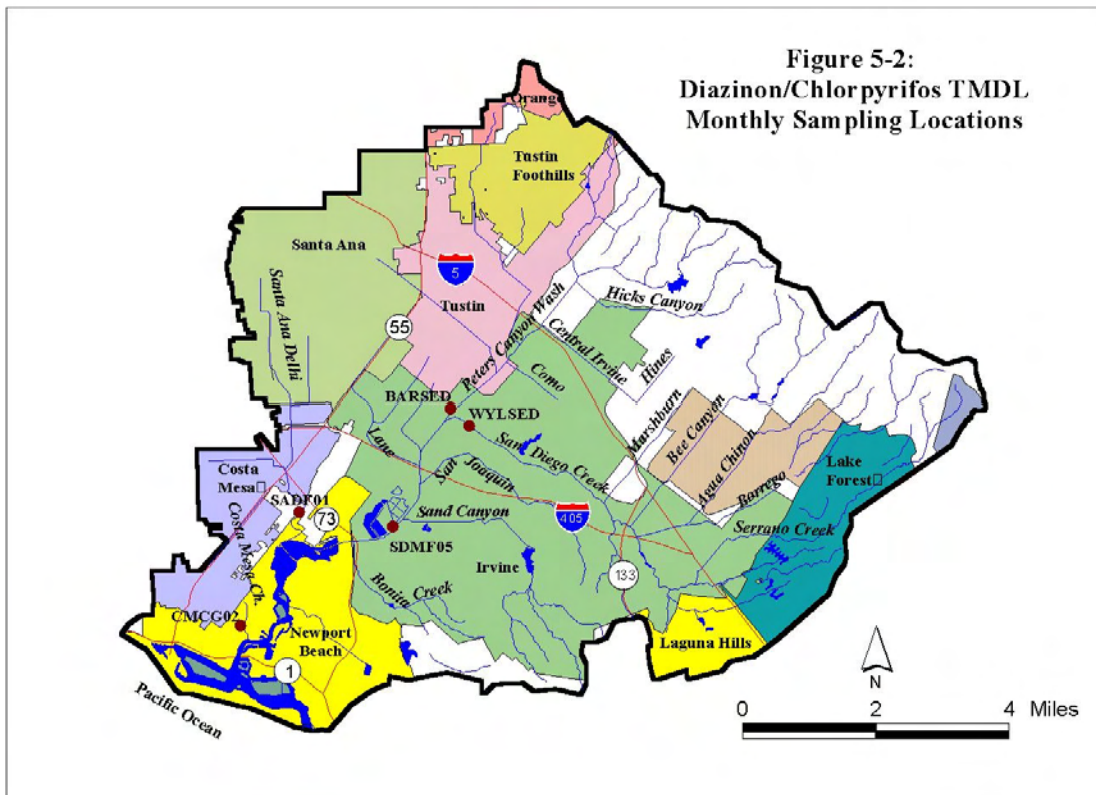 Figure 5-2:
Diazinon/Chlorpyrifos TMDL
Monthly Sampling Locations
Orange
Tustin
Foothills
Santa Ana
5
Santa Ana Delhi
Tustin
Hicks Canyon
55
Peters Canyon Wash
Central Irvine
Hines
Como
BARSED
WYLSED
Marshburn
Bee Canyon
Agua Chinon
Lane
San Diego Creek
San Joaquin
Borrego
Lake
Forest
Costa
Mesa
SADF01
73
Sand Canyon
405
Serrano Creek
SDMF05
Costa Mesa Ch.
Irvine
133
Bonita Creek
CMCG02
Newport
Beach
Laguna Hills
1
Pacific Ocean
N
0 2 4 Miles